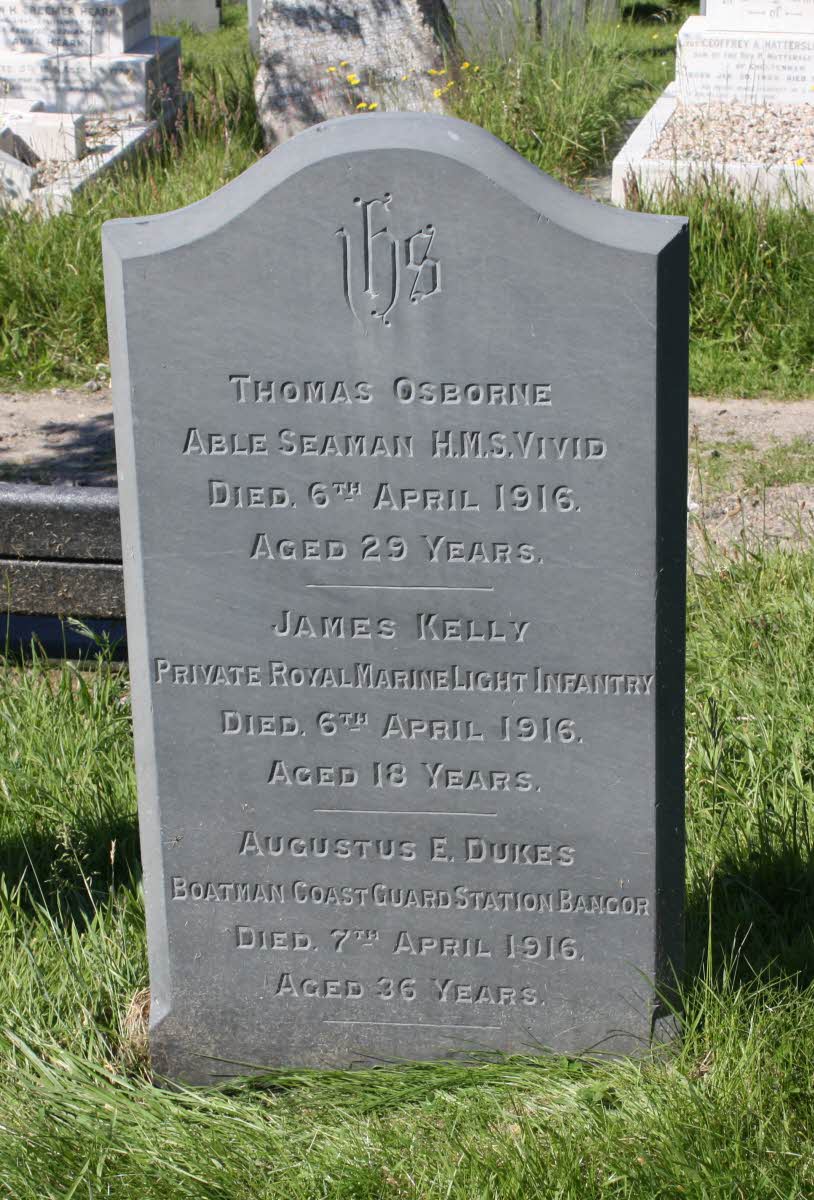 IHS
THOMAS OSBORNE
ABLE SEAMAN H.M.S. VIVID
DIED. 6TH APRIL 1916.
AGED 29 YEARS.
JAMES KELLY
PRIVATE ROYAL MARINE LIGHT INFANTRY
DIED. 6TH APRIL 1916.
AGED 18 YEARS.
AUGUSTUS E. DUKES
BOATMAN COAST GUARD STATION BANGOR
DIED. 7TH APRIL 1916.
AGED 36 YEARS.
GEOFFREY A